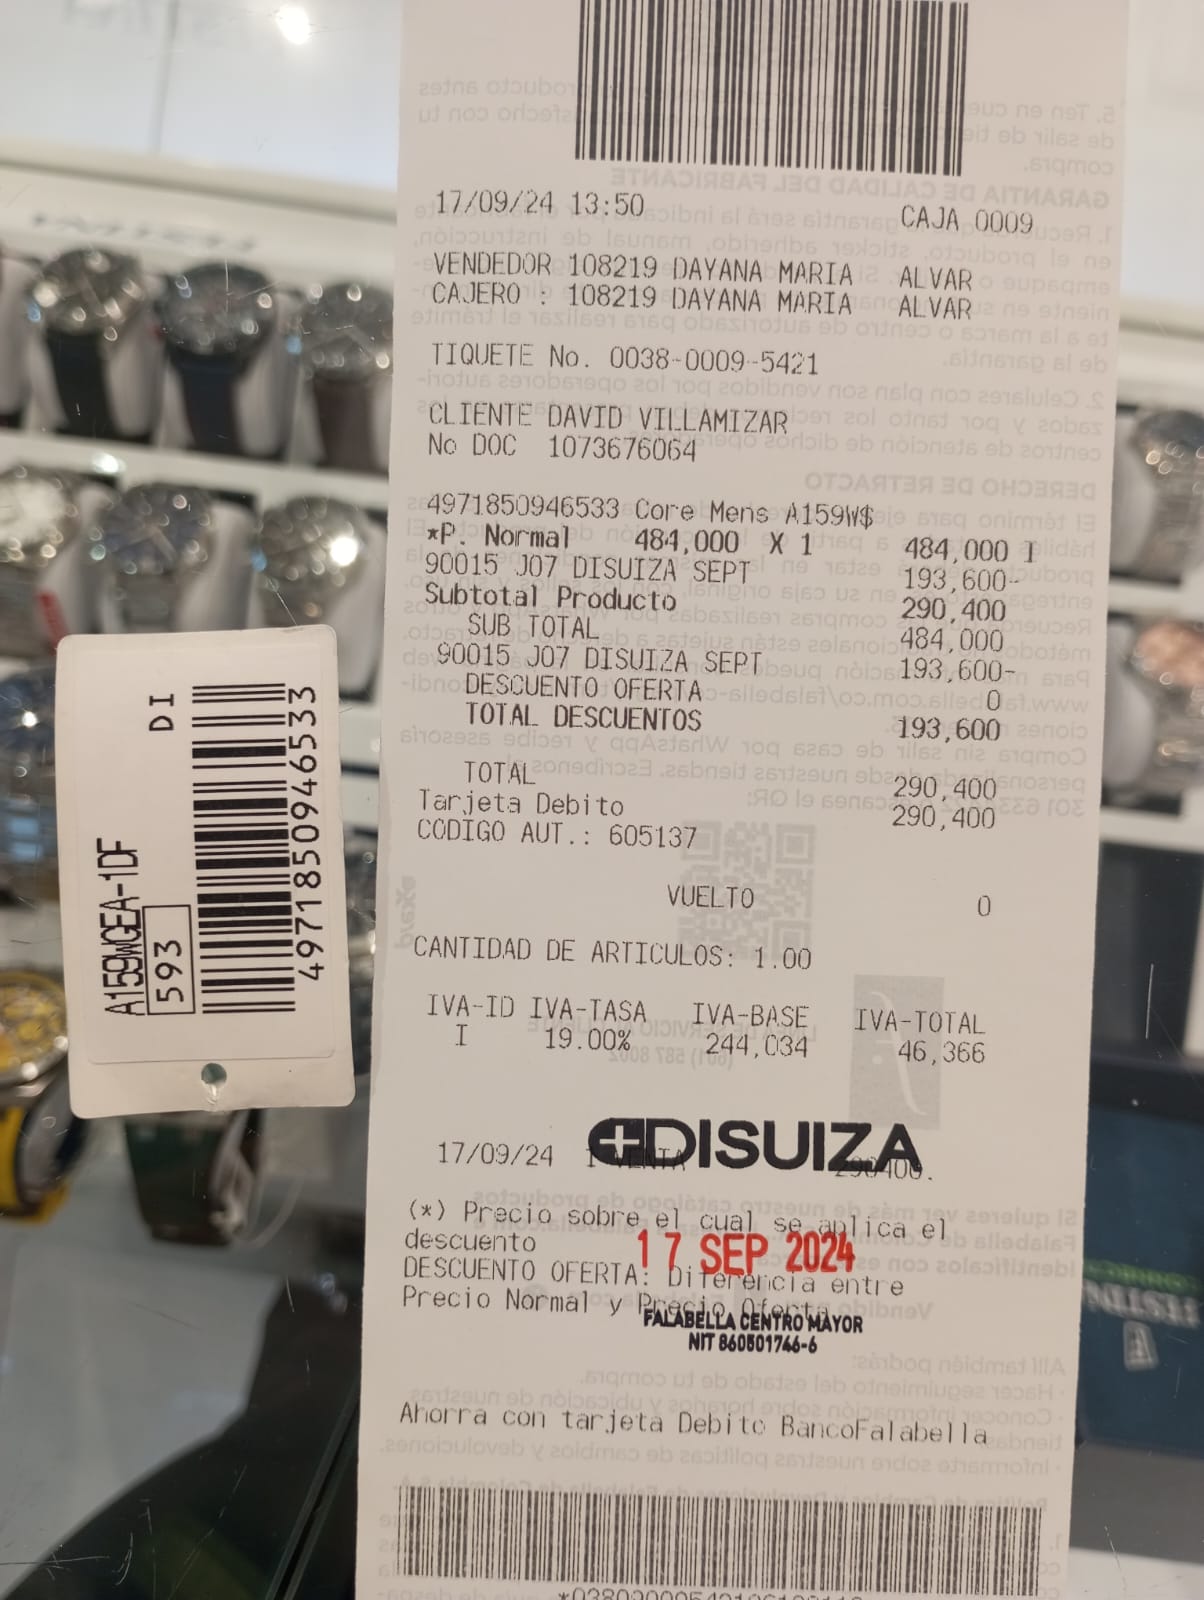 17/09/24 13:50 CAJA 0009
VENDEDOR 108219 DAYANA MARIA ALVAR
CAJERO : 108219 DAYANA MARIA ALVAR
TIQUETE No. 0038-0009-5421
CLIENTE DAVID VILLAMIZAR
No DOC 1073676064
4971850946533 Core Mens A159W$
*P. Normal 484,000 X 1 484,000 I
90015 J07 DISUIZA SEPT 193,600-
Subtotal Producto 290,400
SUB TOTAL 484,000
90015 J07 DISUIZA SEPT 193,600-
DESCUENTO OFERTA 0
TOTAL DESCUENTOS 193,600
TOTAL 290,400
Tarjeta Debito 290,400
CODIGO AUT.: 605137
VUELTO 0
CANTIDAD DE ARTICULOS: 1.00
IVA-ID IVA-TASA IVA-BASE IVA-TOTAL
I 19.00% 244,034 46,366
DISUIZA
17/09/24 1 VENTA 290400.
(*) Precio sobre el cual se aplica el
descuento
17 SEP 2024
DESCUENTO OFERTA: Diferencia entre
Precio Normal y Precio Oferta
FALABELLA CENTRO MAYOR
NIT 860501746-6
Ahorra con tarjeta Debito BancoFalabella
DI
4971850946533
593
A159WGEA-1DF